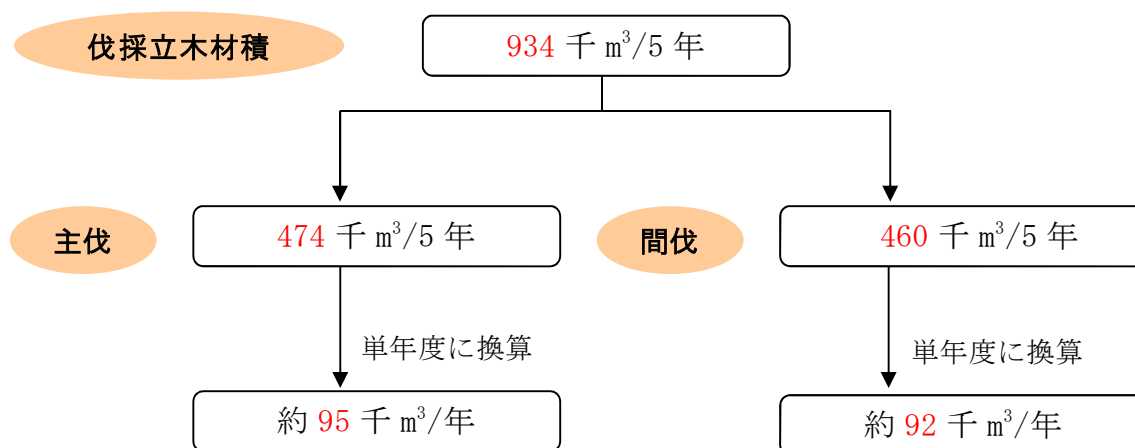 伐採立木材積
934 千 m³/5 年
主伐
474 千 m³/5 年
間伐
460 千 m³/5 年
単年度に換算
単年度に換算
約 95 千 m³/年
約 92 千 m³/年